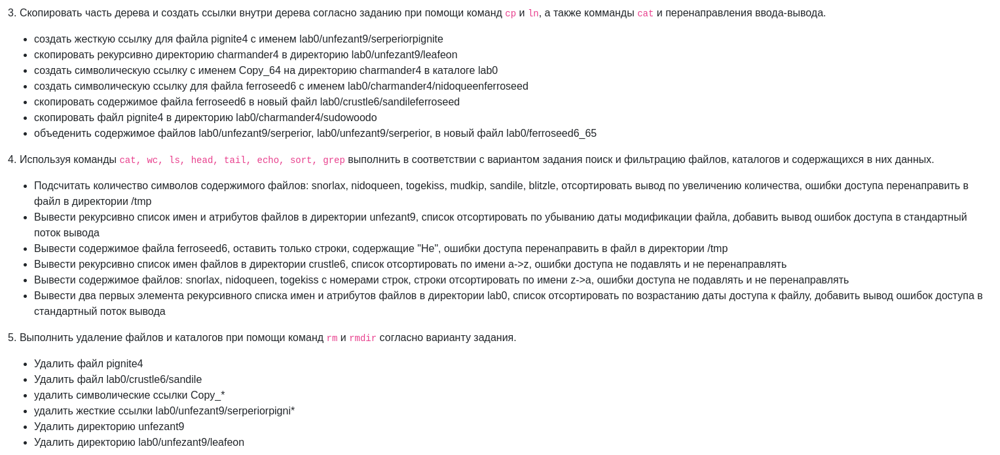 3. Скопировать часть дерева и создать ссылки внутри дерева согласно заданию при помощи команд cp и ln, а также комманды cat и перенаправления ввода-вывода.
• создать жесткую ссылку для файла pignite4 с именем lab0/unfezant9/serperiorpignite
• скопировать рекурсивно директорию charmander4 в директорию lab0/unfezant9/leafeon
• создать символическую ссылку c именем Copy_64 на директорию charmander4 в каталоге lab0
• создать символическую ссылку для файла ferroseed6 с именем lab0/charmander4/nidoqueenferroseed
• скопировать содержимое файла ferroseed6 в новый файл lab0/crustle6/sandileferroseed
• скопировать файл pignite4 в директорию lab0/charmander4/sudowoodo
• объеденить содержимое файлов lab0/unfezant9/serperior, lab0/unfezant9/serperior, в новый файл lab0/ferroseed6_65
4. Используя команды cat, wc, ls, head, tail, echo, sort, grep выполнить в соответствии с вариантом задания поиск и фильтрацию файлов, каталогов и содержащихся в них данных.
• Подсчитать количество символов содержимого файлов: snorlax, nidoqueen, togekiss, mudkip, sandile, blitzle, отсортировать вывод по увеличению количества, ошибки доступа перенаправить в
файл в директории /tmp
• Вывести рекурсивно список имен и атрибутов файлов в директории unfezant9, список отсортировать по убыванию даты модификации файла, добавить вывод ошибок доступа в стандартный
поток вывода
• Вывести содержимое файла ferroseed6, оставить только строки, содержащие "He", ошибки доступа перенаправить в файл в директории /tmp
• Вывести рекурсивно список имен файлов в директории crustle6, список отсортировать по имени a->z, ошибки доступа не подавлять и не перенаправлять
• Вывести содержимое файлов: snorlax, nidoqueen, togekiss с номерами строк, строки отсортировать по имени z->a, ошибки доступа не подавлять и не перенаправлять
• Вывести два первых элемента рекурсивного списка имен и атрибутов файлов в директории lab0, список отсортировать по возрастанию даты доступа к файлу, добавить вывод ошибок доступа в
стандартный поток вывода
5. Выполнить удаление файлов и каталогов при помощи команд rm и rmdir согласно варианту задания.
• Удалить файл pignite4
• Удалить файл lab0/crustle6/sandile
• удалить символические ссылки Copy_*
• удалить жесткие ссылки lab0/unfezant9/serperiorpigni*
• Удалить директорию unfezant9
• Удалить директорию lab0/unfezant9/leafeon